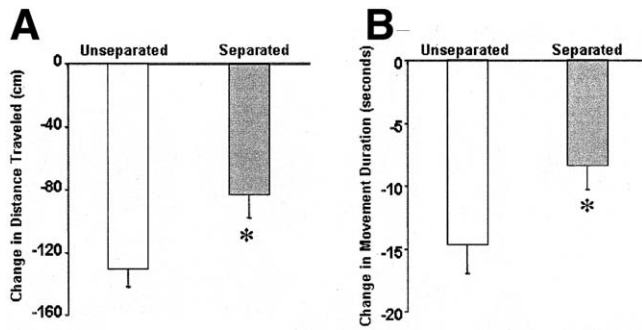 A
Unseparated Separated
Change in Distance Traveled (cm)
0
-40
-80
-120
-160
*
B
Unseparated Separated
Change in Movement Duration (seconds)
0
-5
-10
-15
-20
*